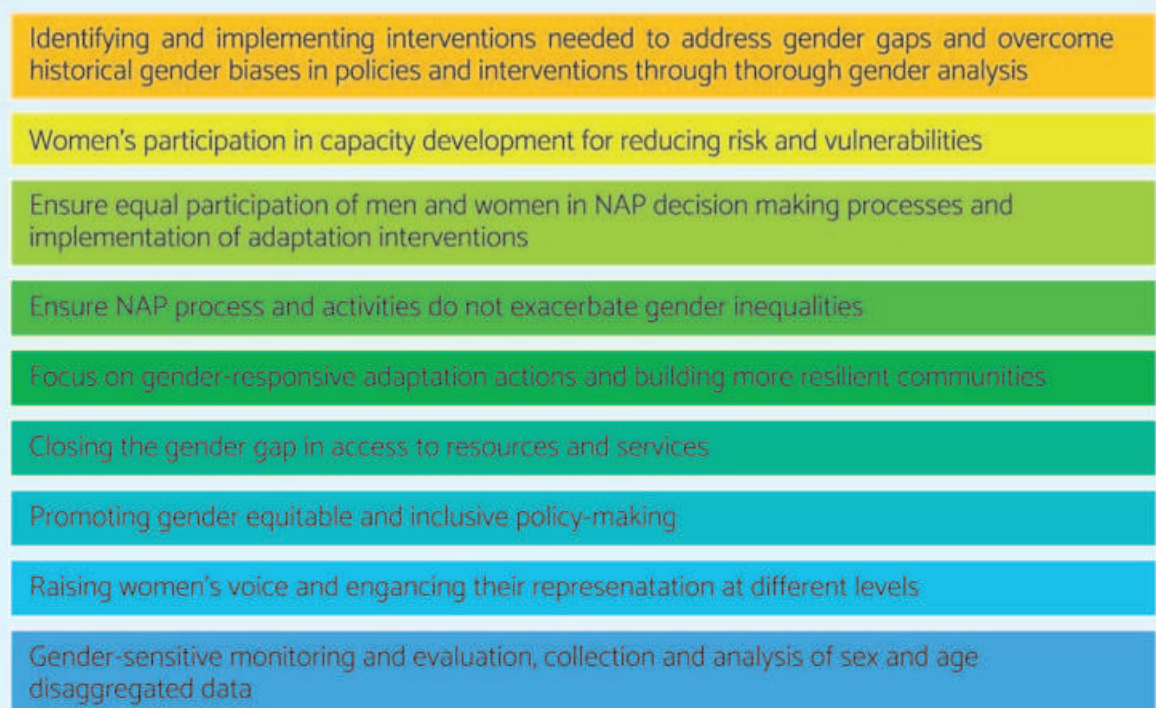 Identifying and implementing interventions needed to address gender gaps and overcome
historical gender biases in policies and interventions through thorough gender analysis
Women's participation in capacity development for reducing risk and vulnerabilities
Ensure equal participation of men and women in NAP decision making processes and
implementation of adaptation interventions
Ensure NAP process and activities do not exacerbate gender inequalities
Focus on gender-responsive adaptation actions and building more resilient communities
Closing the gender gap in access to resources and services
Promoting gender equitable and inclusive policy-making
Raising women's voice and engancing their represenatation at different levels
Gender-sensitive monitoring and evaluation, collection and analysis of sex and age
disaggregated data